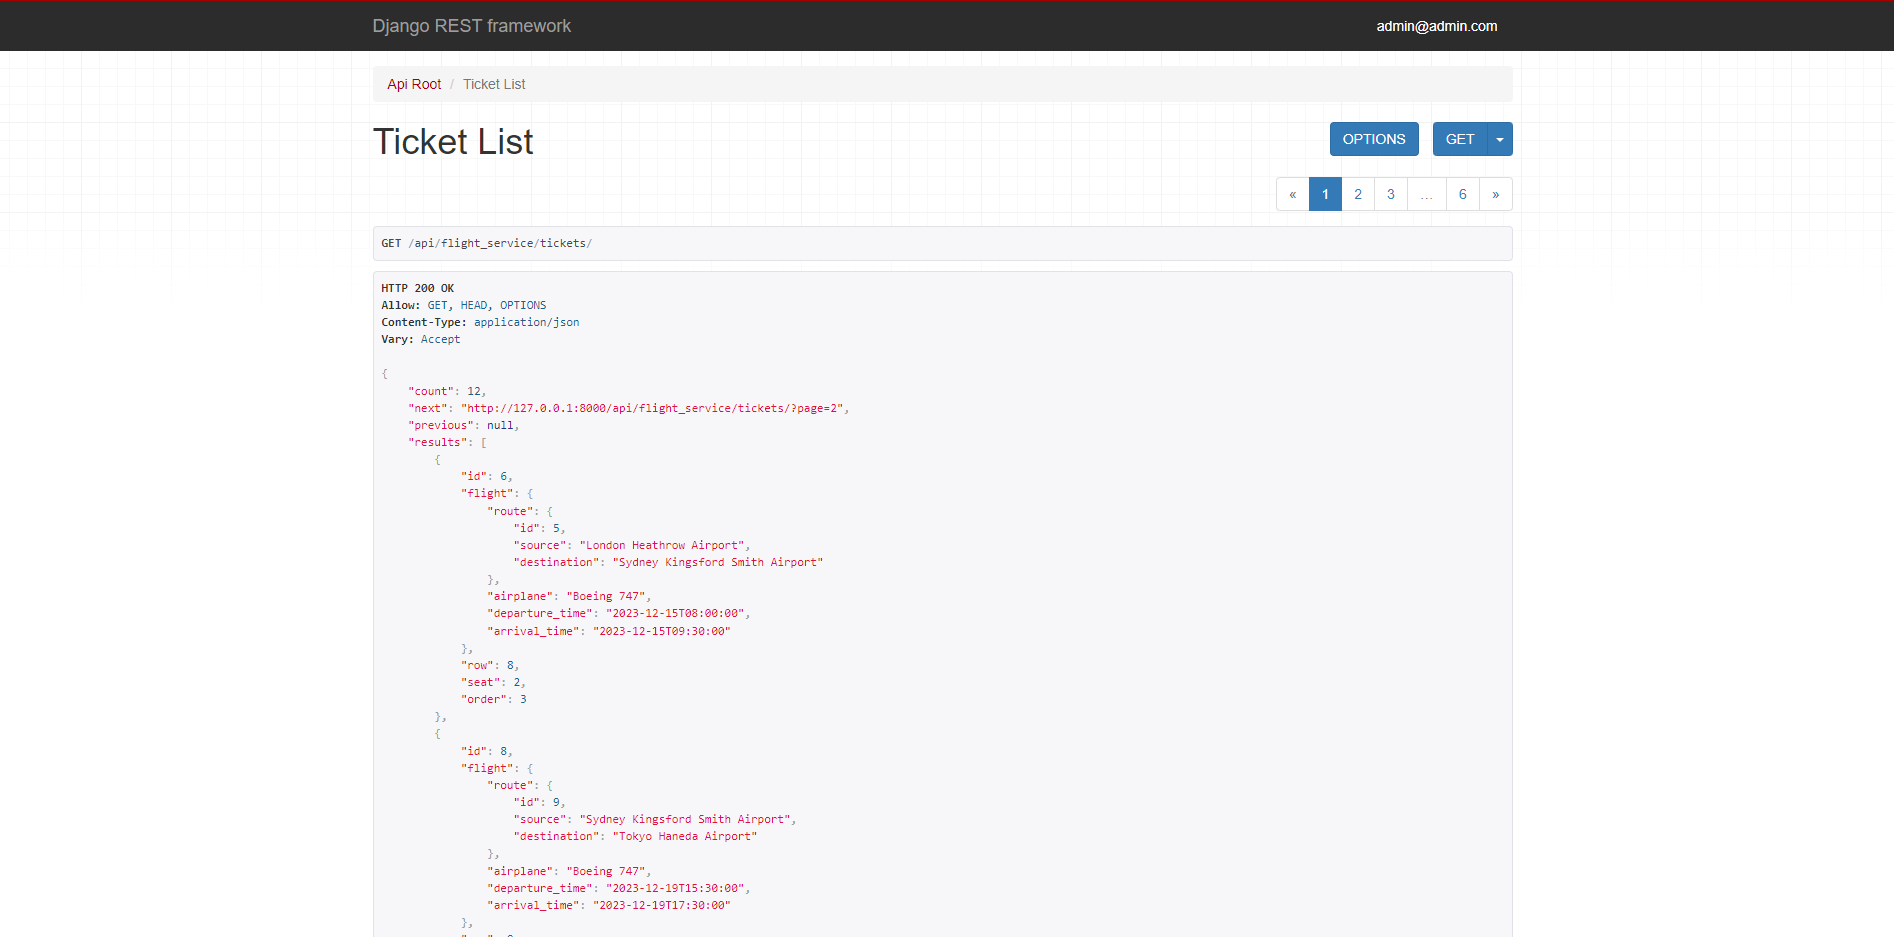 Django REST framework
admin@admin.com
Api Root / Ticket List
Ticket List
OPTIONS
GET
« 1 2 3 … 6 »
GET /api/flight_service/tickets/
HTTP 200 OK
Allow: GET, HEAD, OPTIONS
Content-Type: application/json
Vary: Accept
{
    "count": 12,
    "next": "http://127.0.0.1:8000/api/flight_service/tickets/?page=2",
    "previous": null,
    "results": [
        {
            "id": 6,
            "flight": {
                "route": {
                    "id": 5,
                    "source": "London Heathrow Airport",
                    "destination": "Sydney Kingsford Smith Airport"
                },
                "airplane": "Boeing 747",
                "departure_time": "2023-12-15T08:00:00",
                "arrival_time": "2023-12-15T09:30:00"
            },
            "row": 8,
            "seat": 2,
            "order": 3
        },
        {
            "id": 8,
            "flight": {
                "route": {
                    "id": 9,
                    "source": "Sydney Kingsford Smith Airport",
                    "destination": "Tokyo Haneda Airport"
                },
                "airplane": "Boeing 747",
                "departure_time": "2023-12-19T15:30:00",
                "arrival_time": "2023-12-19T17:30:00"
            },